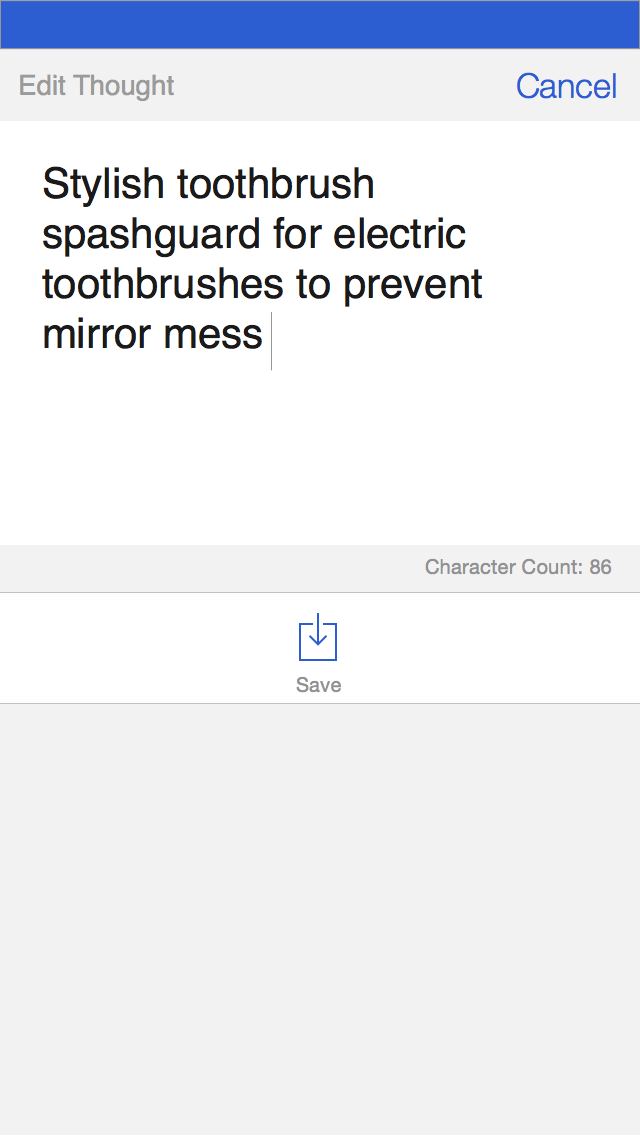 Edit Thought
Cancel
Stylish toothbrush
spashguard for electric
toothbrushes to prevent
mirror mess
Character Count: 86
Save